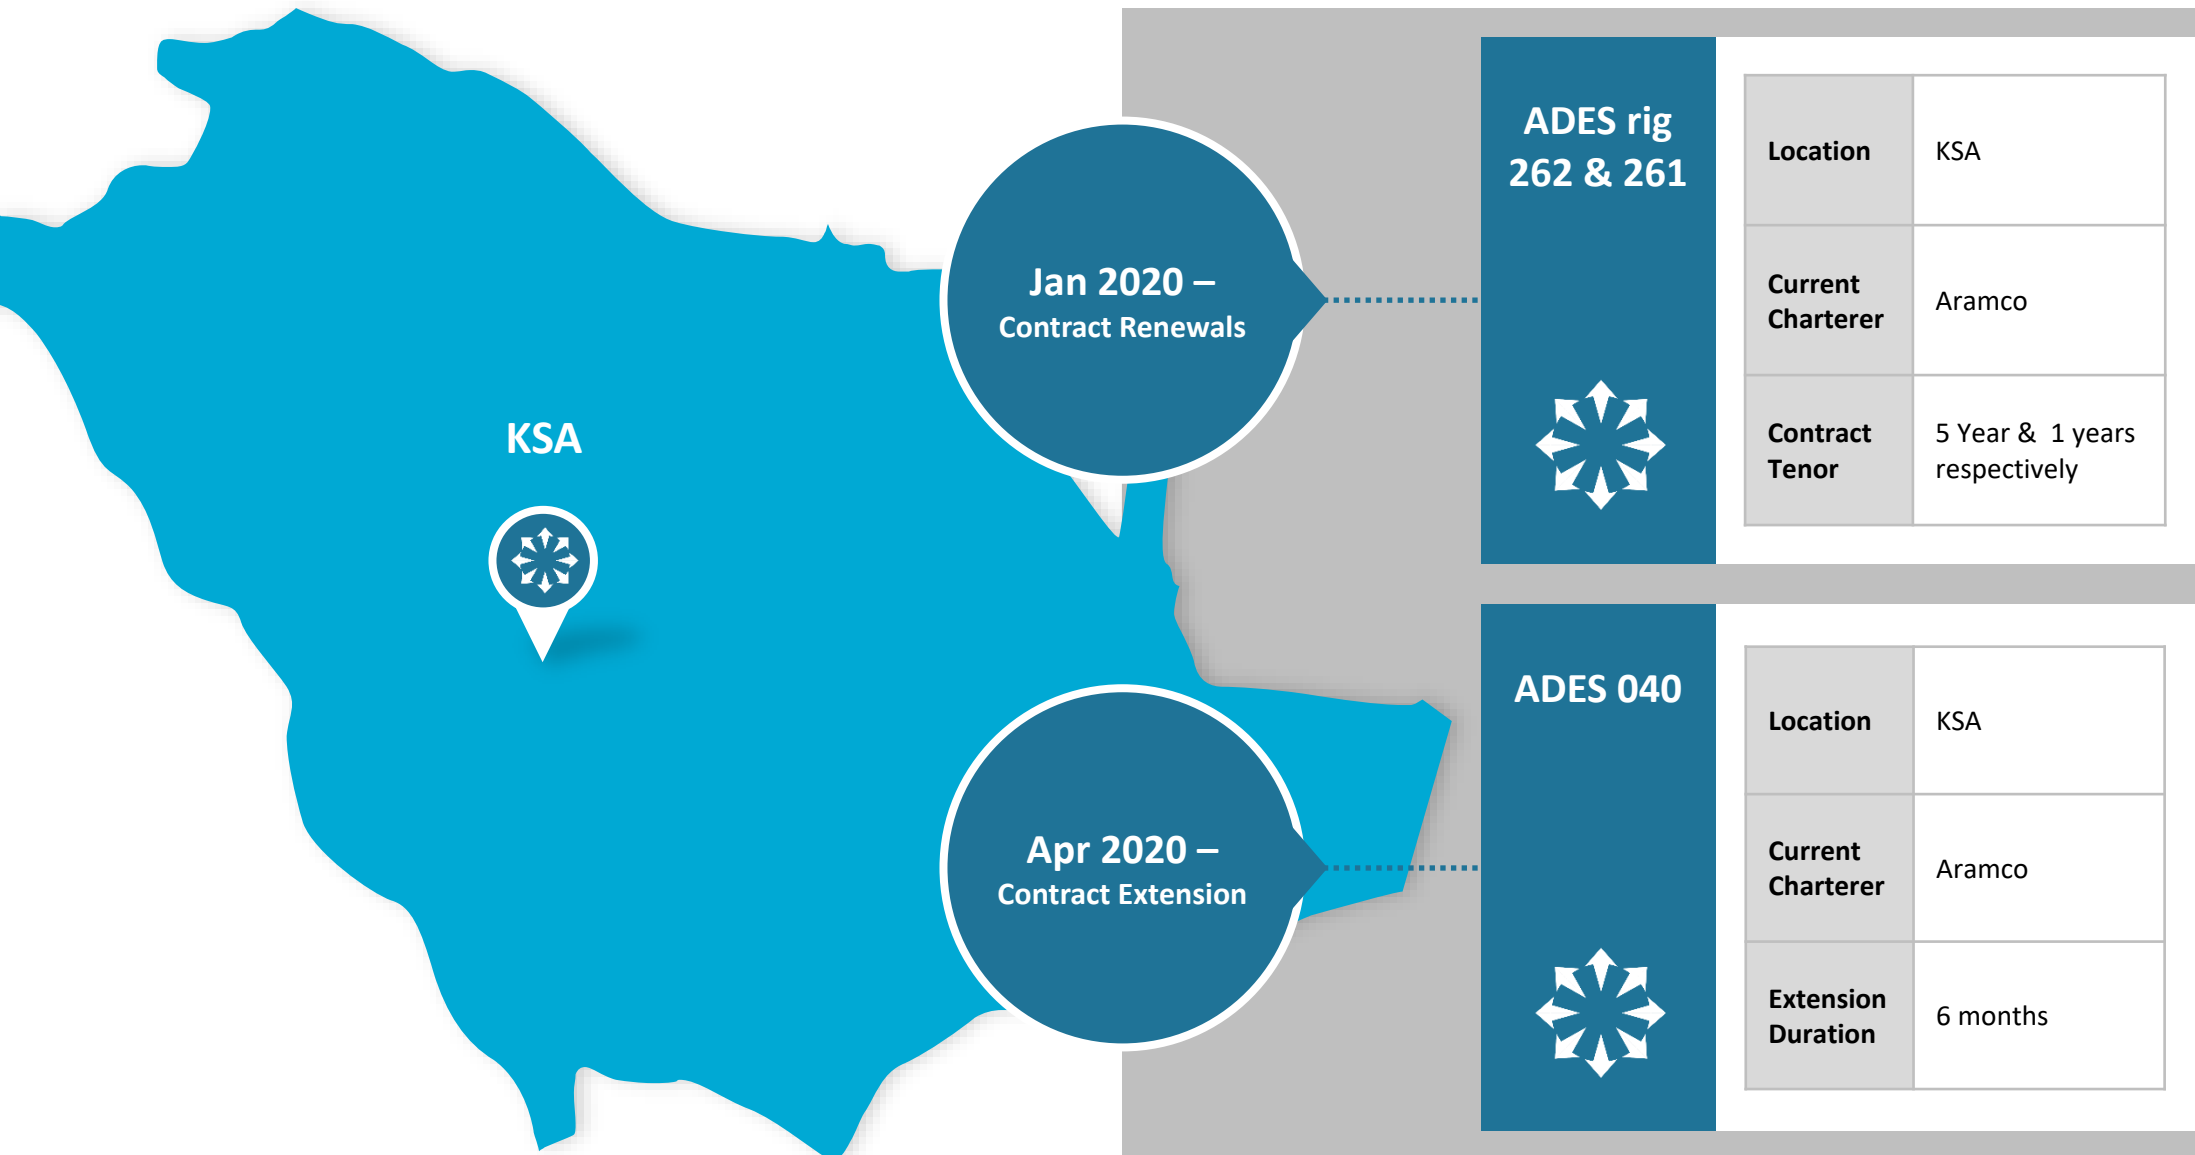 KSA
Jan 2020 –
Contract Renewals
ADES rig
262 & 261
Location
KSA
Current
Charterer
Aramco
Contract
Tenor
5 Year & 1 years
respectively
Apr 2020 –
Contract Extension
ADES 040
Location
KSA
Current
Charterer
Aramco
Extension
Duration
6 months